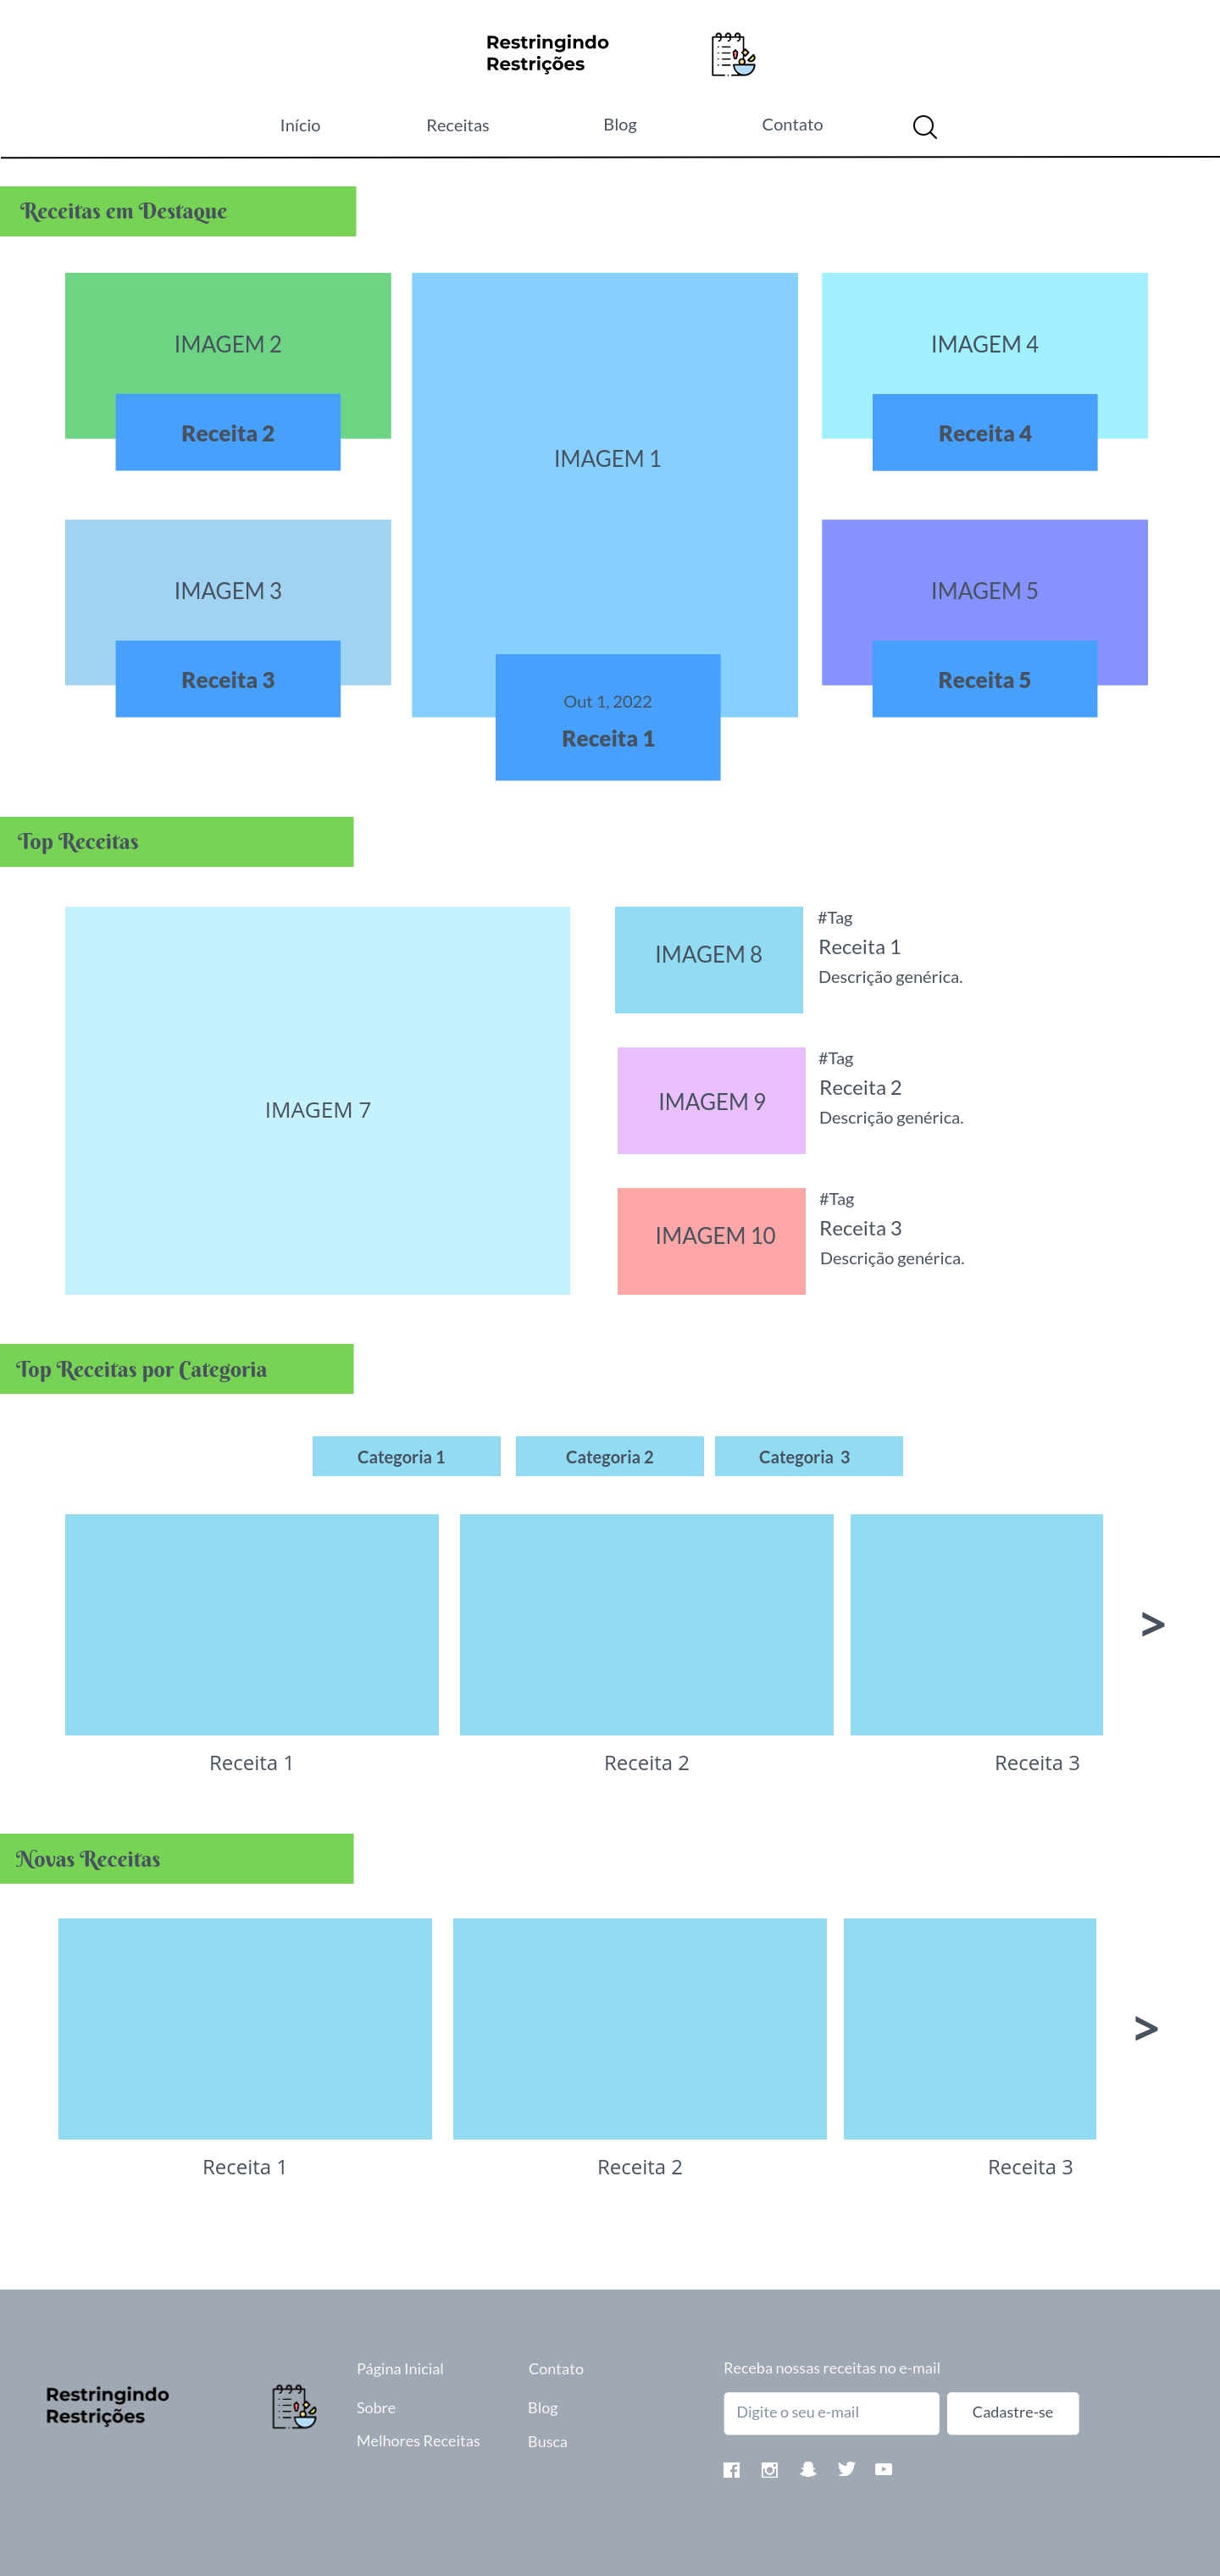 Restringindo
Restrições
Início
Receitas
Blog
Contato
Receitas em Destaque
IMAGEM 2
Receita 2
IMAGEM 3
Receita 3
IMAGEM 1
Out 1, 2022
Receita 1
IMAGEM 4
Receita 4
IMAGEM 5
Receita 5
Top Receitas
IMAGEM 7
IMAGEM 8
#Tag
Receita 1
Descrição genérica.
IMAGEM 9
#Tag
Receita 2
Descrição genérica.
IMAGEM 10
#Tag
Receita 3
Descrição genérica.
Top Receitas por Categoria
Categoria 1
Categoria 2
Categoria 3
>
Receita 1
Receita 2
Receita 3
Novas Receitas
>
Receita 1
Receita 2
Receita 3
Restringindo
Restrições
Página Inicial
Sobre
Melhores Receitas
Contato
Blog
Busca
Receba nossas receitas no e-mail
Digite o seu e-mail
Cadastre-se